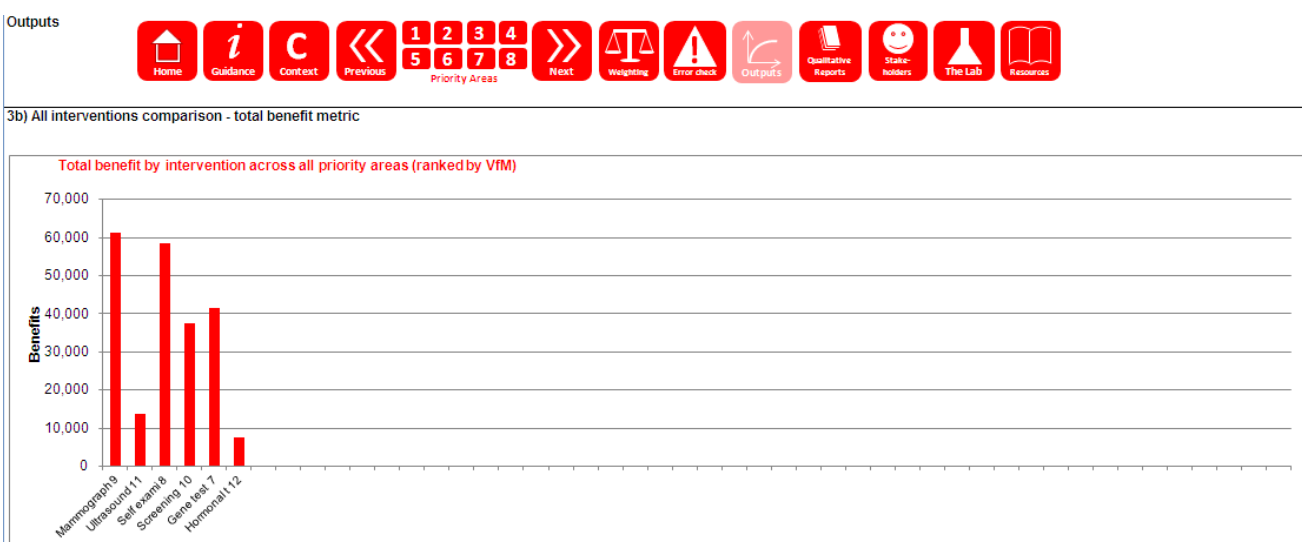 Outputs
Home
i
Guidance
C
Context
Previous
1 2 3 4
5 6 7 8
Priority Areas
Next
Weighting
!
Error check
Outputs
Qualitative
Reports
Stake-
holders
The Lab
Resources
3b) All interventions comparison - total benefit metric
Total benefit by intervention across all priority areas (ranked by VfM)
Benefits
70,000
60,000
50,000
40,000
30,000
20,000
10,000
0
Mammograph 9
Ultrasound 11
Self exami 8
Screening 10
Gene test 7
Hormonal t 12